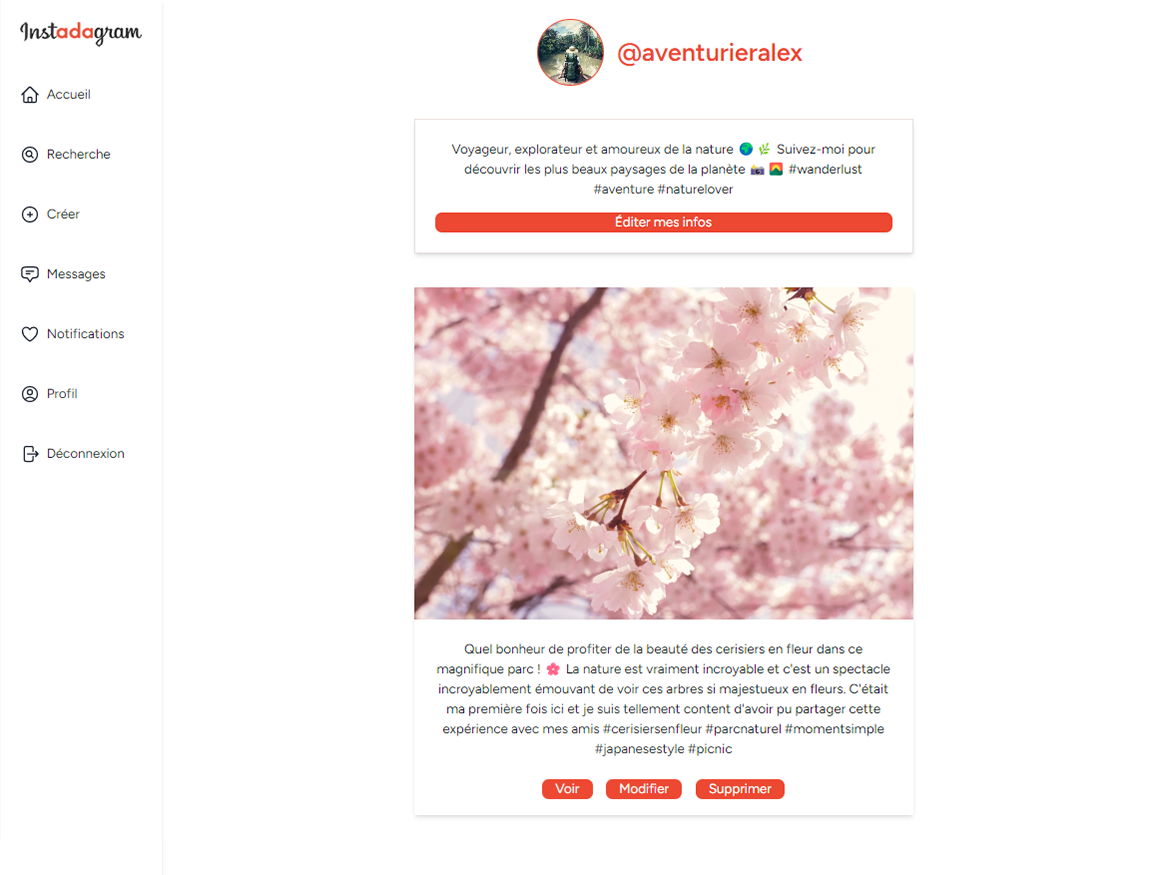 Instadagram
@aventurieralex
Accueil
Recherche
Créer
Messages
Notifications
Profil
Déconnexion
Voyageur, explorateur et amoureux de la nature 🌍 🌿 Suivez-moi pour
découvrir les plus beaux paysages de la planète 📸 🌄 #wanderlust
#aventure #naturelover
Éditer mes infos
Quel bonheur de profiter de la beauté des cerisiers en fleur dans ce
magnifique parc ! 🌸 La nature est vraiment incroyable et c'est un spectacle
incroyablement émouvant de voir ces arbres si majestueux en fleurs. C'était
ma première fois ici et je suis tellement content d'avoir pu partager cette
expérience avec mes amis #cerisiersenfleur #parcnaturel #momentsimple
#japanesestyle #picnic
Voir
Modifier
Supprimer